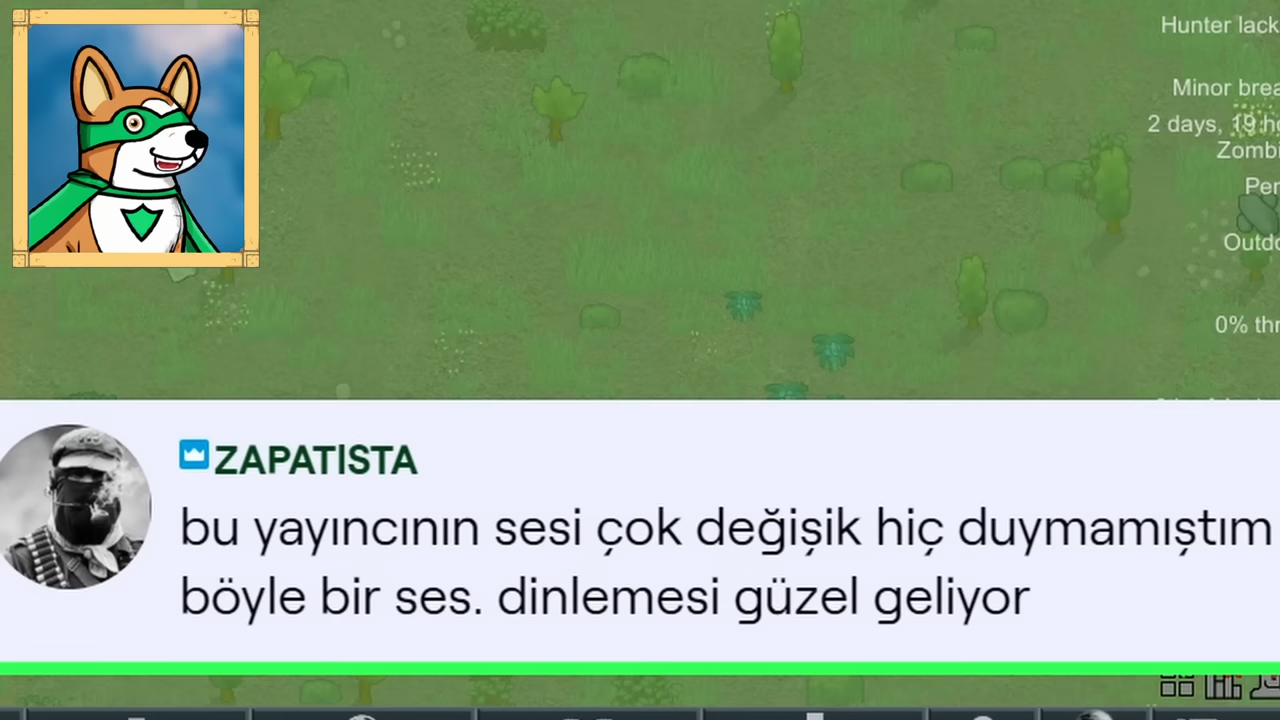 Hunter lack
Minor brea
2 days, 19 ho
Zombi
Per
Outdo
0% thr
ZAPATISTA
bu yayıncının sesi çok değişik hiç duymamıştım
böyle bir ses. dinlemesi güzel geliyor